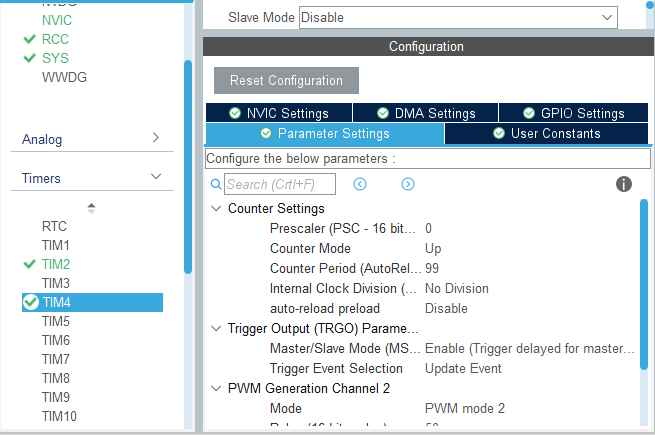 NVIC
RCC
SYS
WWDG
Analog
Timers
RTC
TIM1
TIM2
TIM3
TIM4
TIM5
TIM6
TIM7
TIM8
TIM9
TIM10
Slave Mode Disable
Configuration
Reset Configuration
NVIC Settings DMA Settings GPIO Settings
Parameter Settings User Constants
Configure the below parameters :
Search (Crtl+F)
Counter Settings
Prescaler (PSC - 16 bit... 0
Counter Mode Up
Counter Period (AutoRel... 99
Internal Clock Division (... No Division
auto-reload preload Disable
Trigger Output (TRGO) Parame...
Master/Slave Mode (MS... Enable (Trigger delayed for master...
Trigger Event Selection Update Event
PWM Generation Channel 2
Mode PWM mode 2